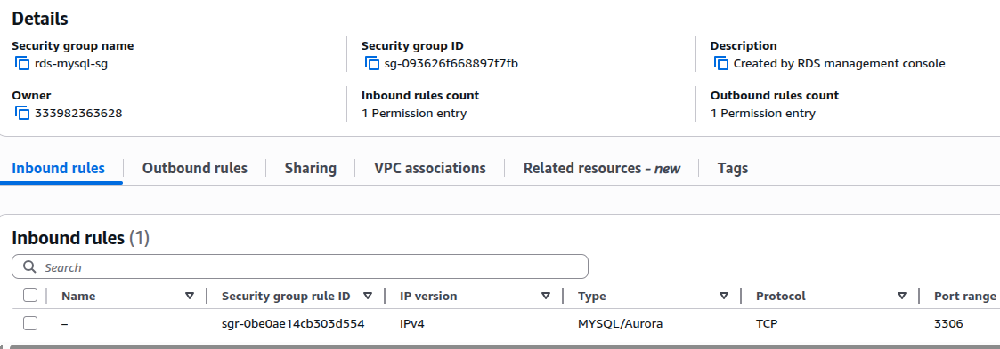 Details
Security group name
rds-mysql-sg
Security group ID
sg-093626f668897f7fb
Description
Created by RDS management console
Owner
333982363628
Inbound rules count
1 Permission entry
Outbound rules count
1 Permission entry
Inbound rules
Outbound rules
Sharing
VPC associations
Related resources - new
Tags
Inbound rules (1)
Search
Name
Security group rule ID
IP version
Type
Protocol
Port range
–
sgr-0be0ae14cb303d554
IPv4
MYSQL/Aurora
TCP
3306